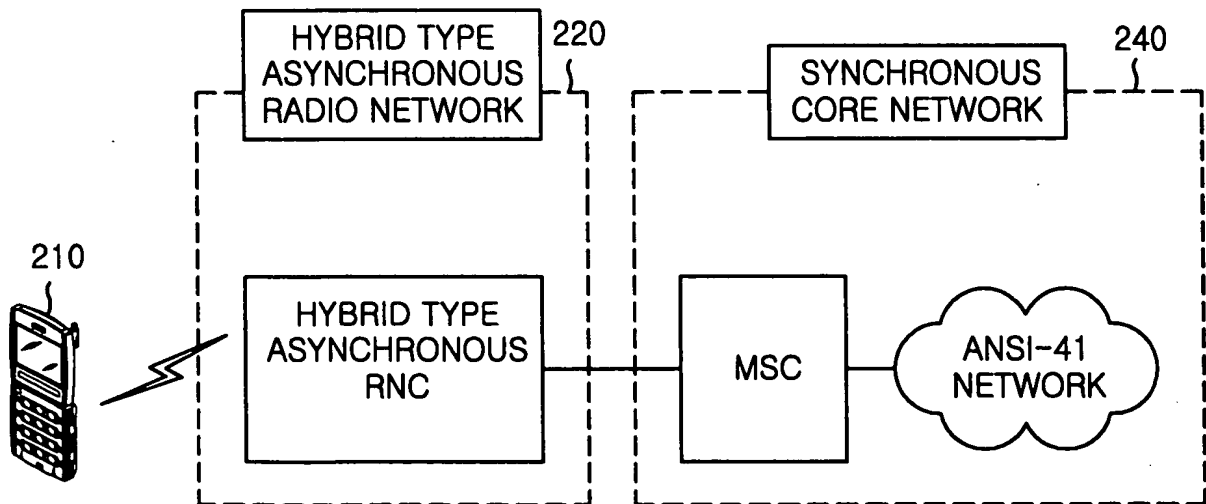 HYBRID TYPE
ASYNCHRONOUS
RADIO NETWORK
220
SYNCHRONOUS
CORE NETWORK
240
210
HYBRID TYPE
ASYNCHRONOUS
RNC
MSC
ANSI-41
NETWORK